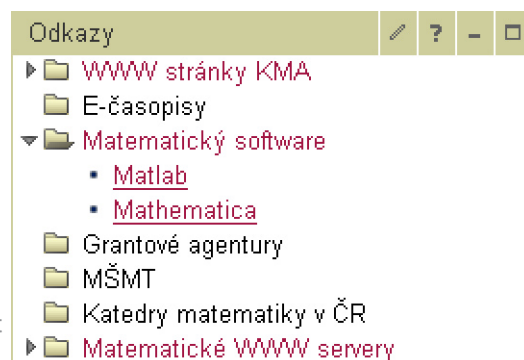 Odkazy
WWW stránky KMA
E-časopisy
Matematický software
Matlab
Mathematica
Grantové agentury
MŠMT
Katedry matematiky v ČR
Matematické WWW servery